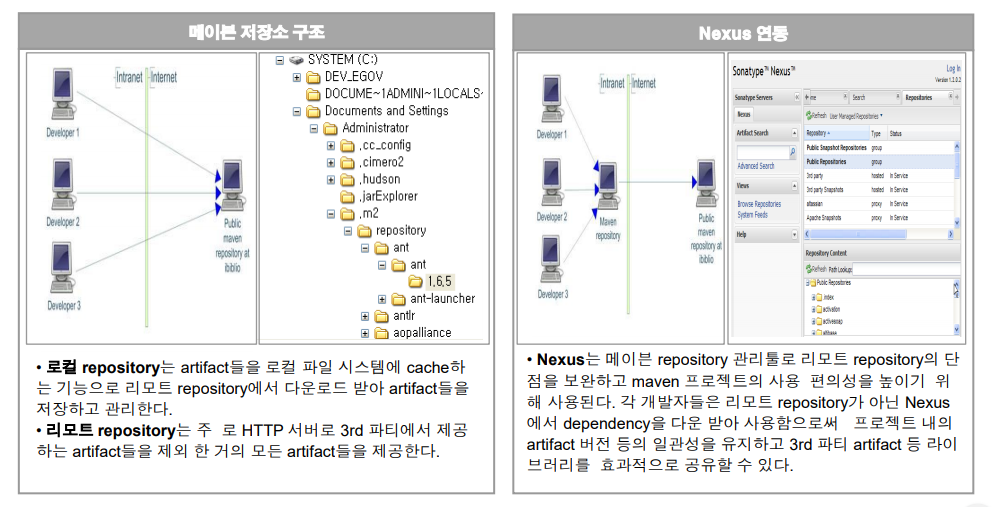 메이븐 저장소 구조
Intranet
Internet
Developer 1
Developer 2
Developer 3
Public
maven
repository at
ibiblio
SYSTEM (C:)
DEV_EGOV
DOCUME~1ADMINI~1LOCALS~
Documents and Settings
Administrator
.cc_config
.cimero2
.hudson
.jarExplorer
.m2
repository
ant
ant
1.6.5
ant-launcher
antlr
aopalliance
• 로컬 repository는 artifact들을 로컬 파일 시스템에 cache하
는 기능으로 리모트 repository에서 다운로드 받아 artifact들을
저장하고 관리한다.
• 리모트 repository는 주 로 HTTP 서버로 3rd 파티에서 제공
하는 artifact들을 제외 한 거의 모든 artifact들을 제공한다.
Nexus 연동
Intranet
Internet
Developer 1
Developer 2
Developer 3
Maven
repository
Public
maven
repository at
ibiblio
Sonatype™ Nexus™
Log In
Version 1.3.0.2
Sonatype Servers
Nexus
Artifact Search
Advanced Search
Views
Browse Repositories
System Feeds
Help
Search
Repositories
Refresh User Managed Repositories
Repository Type Status
Public Snapshot Repositories group
Public Repositories group
3rd party hosted In Service
3rd party Snapshots hosted In Service
atlassian proxy In Service
Apache Snapshots proxy In Service
Repository Content
Refresh Path Lookup:
Public Repositories
.index
activation
activesoap
• Nexus는 메이븐 repository 관리툴로 리모트 repository의 단
점을 보완하고 maven 프로젝트의 사용 편의성을 높이기 위
해 사용된다. 각 개발자들은 리모트 repository가 아닌 Nexus
에서 dependency을 다운 받아 사용함으로써 프로젝트 내의
artifact 버전 등의 일관성을 유지하고 3rd 파티 artifact 등 라이
브러리를 효과적으로 공유할 수 있다.